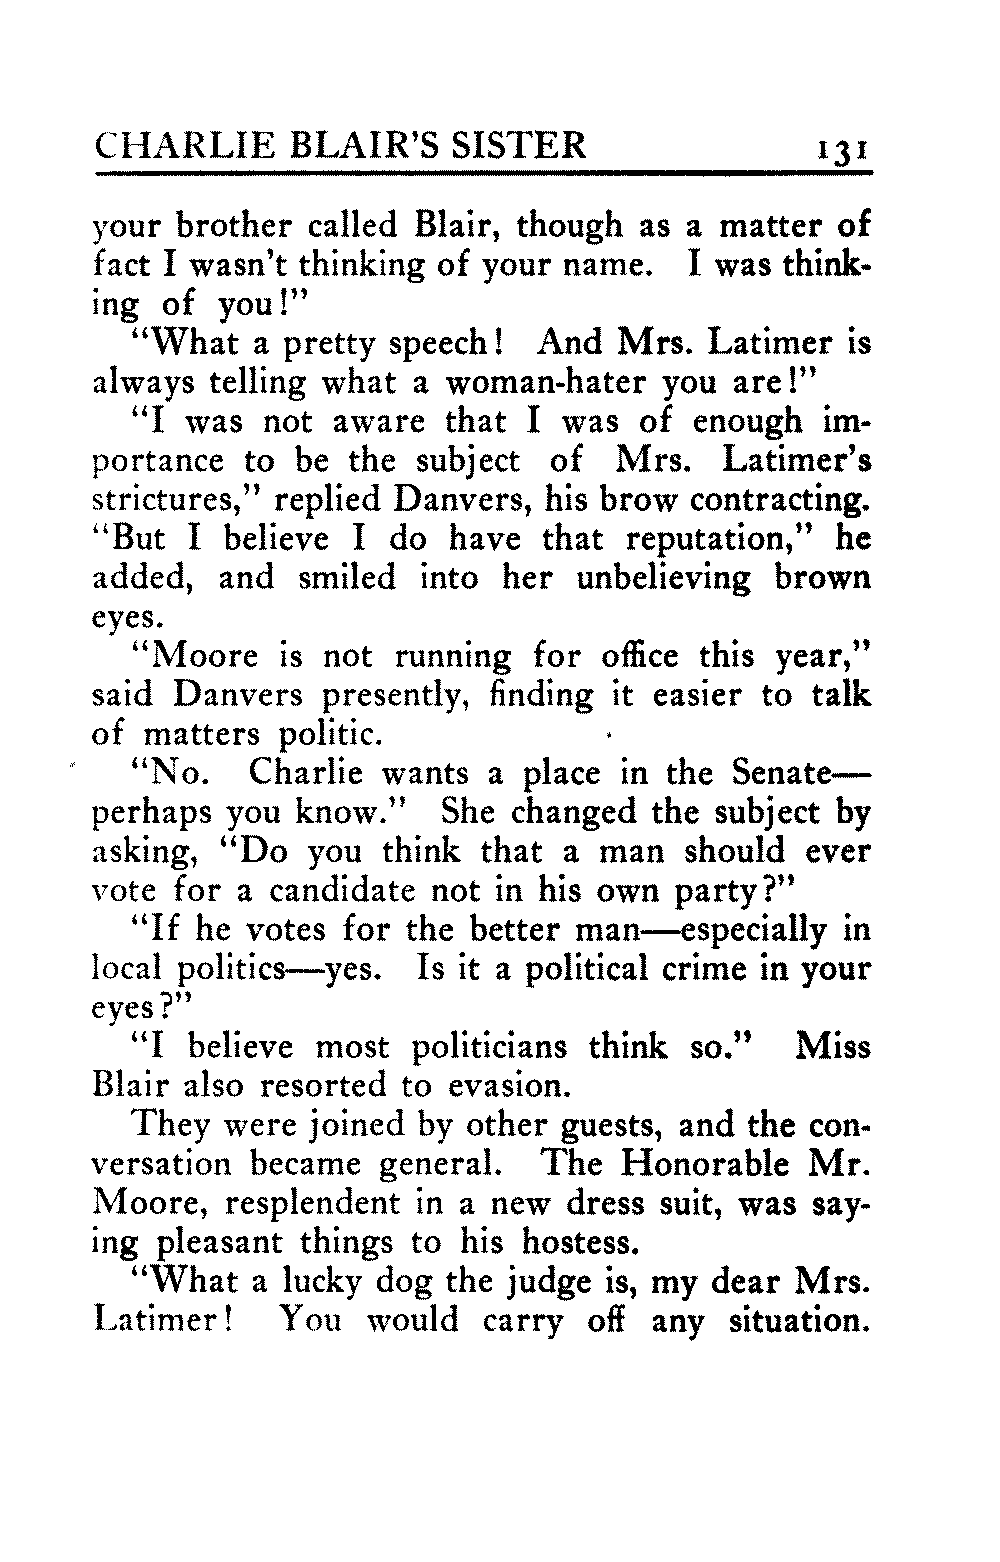 CHARLIE BLAIR'S SISTER 131
your brother called Blair, though as a matter of
fact I wasn't thinking of your name. I was think-
ing of you!"
"What a pretty speech! And Mrs. Latimer is
always telling what a woman-hater you are!"
"I was not aware that I was of enough im-
portance to be the subject of Mrs. Latimer's
strictures," replied Danvers, his brow contracting.
"But I believe I do have that reputation," he
added, and smiled into her unbelieving brown
eyes.
"Moore is not running for office this year,"
said Danvers presently, finding it easier to talk
of matters politic.
"No. Charlie wants a place in the Senate—
perhaps you know." She changed the subject by
asking, "Do you think that a man should ever
vote for a candidate not in his own party?"
"If he votes for the better man—especially in
local politics—yes. Is it a political crime in your
eyes?"
"I believe most politicians think so." Miss
Blair also resorted to evasion.
They were joined by other guests, and the con-
versation became general. The Honorable Mr.
Moore, resplendent in a new dress suit, was say-
ing pleasant things to his hostess.
"What a lucky dog the judge is, my dear Mrs.
Latimer! You would carry off any situation.